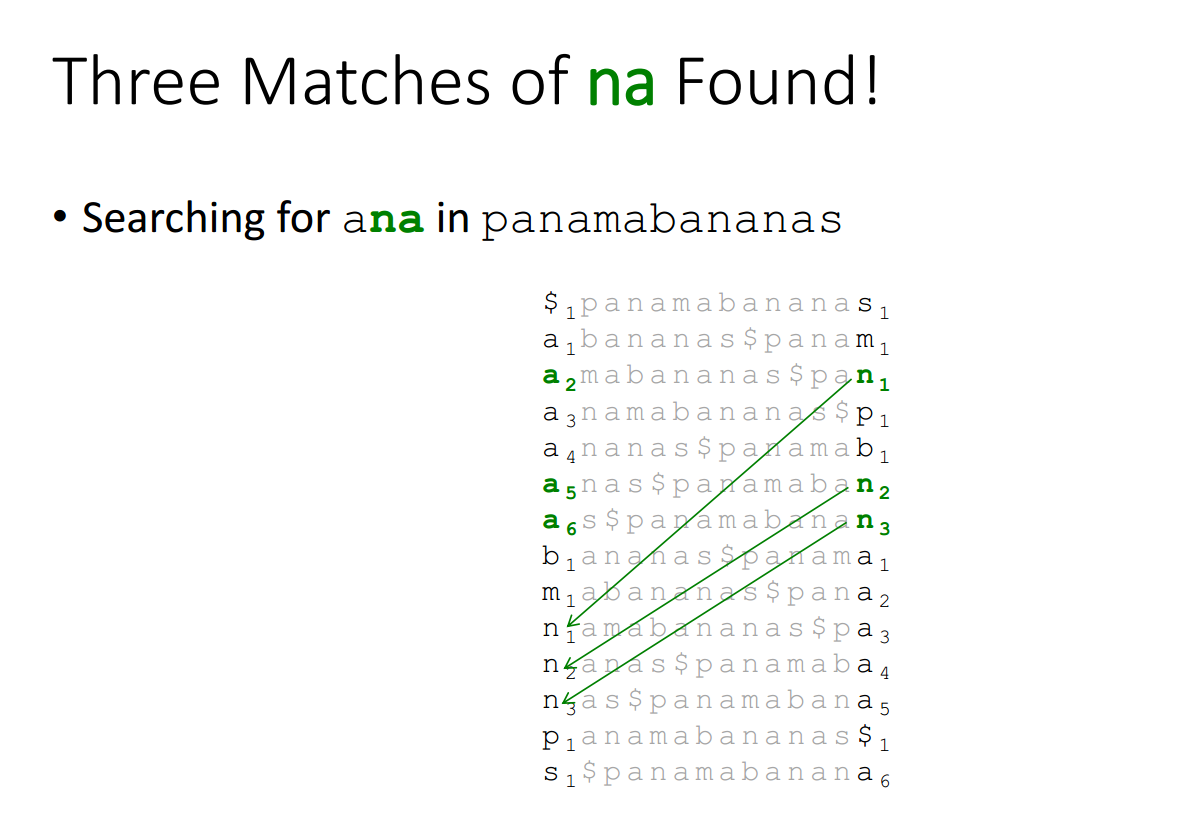 Three Matches of na Found!
• Searching for ana in panamabananas
$1panamabananas1
a1bananas$panam1
a2mabananas$pan1
a3namabananas$p1
a4nanas$panamab1
a5nas$panamaban2
a6s$panamabanan3
b1ananas$panama1
m1abananas$pana2
n1amabananas$pa3
n2anas$panamaba4
n3as$panamabana5
p1anamabananas$1
s1$panamabanana6